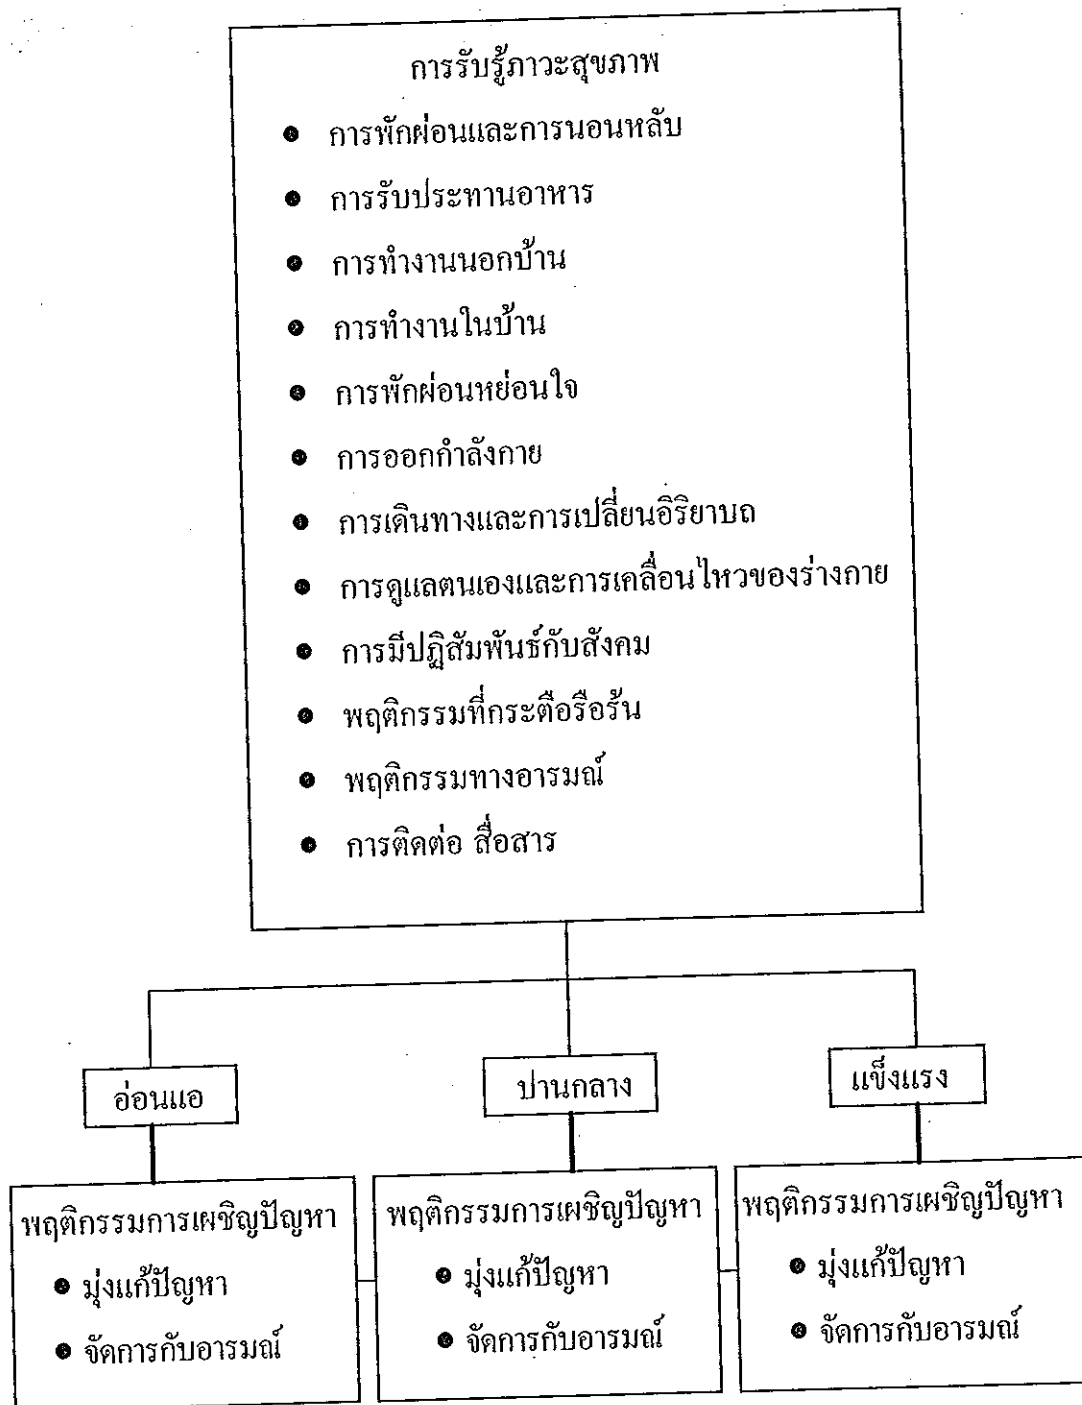 การรับรู้ภาวะสุขภาพ
● การพักผ่อนและการนอนหลับ
● การรับประทานอาหาร
● การทำงานนอกบ้าน
● การทำงานในบ้าน
● การพักผ่อนหย่อนใจ
● การออกกำลังกาย
● การเดินทางและการเปลี่ยนอิริยาบถ
● การดูแลตนเองและการเคลื่อนไหวของร่างกาย
● การมีปฏิสัมพันธ์กับสังคม
● พฤติกรรมที่กระตือรือร้น
● พฤติกรรมทางอารมณ์
● การติดต่อ สื่อสาร
อ่อนแอ
ปานกลาง
แข็งแรง
พฤติกรรมการเผชิญปัญหา
● มุ่งแก้ปัญหา
● จัดการกับอารมณ์
พฤติกรรมการเผชิญปัญหา
● มุ่งแก้ปัญหา
● จัดการกับอารมณ์
พฤติกรรมการเผชิญปัญหา
● มุ่งแก้ปัญหา
● จัดการกับอารมณ์